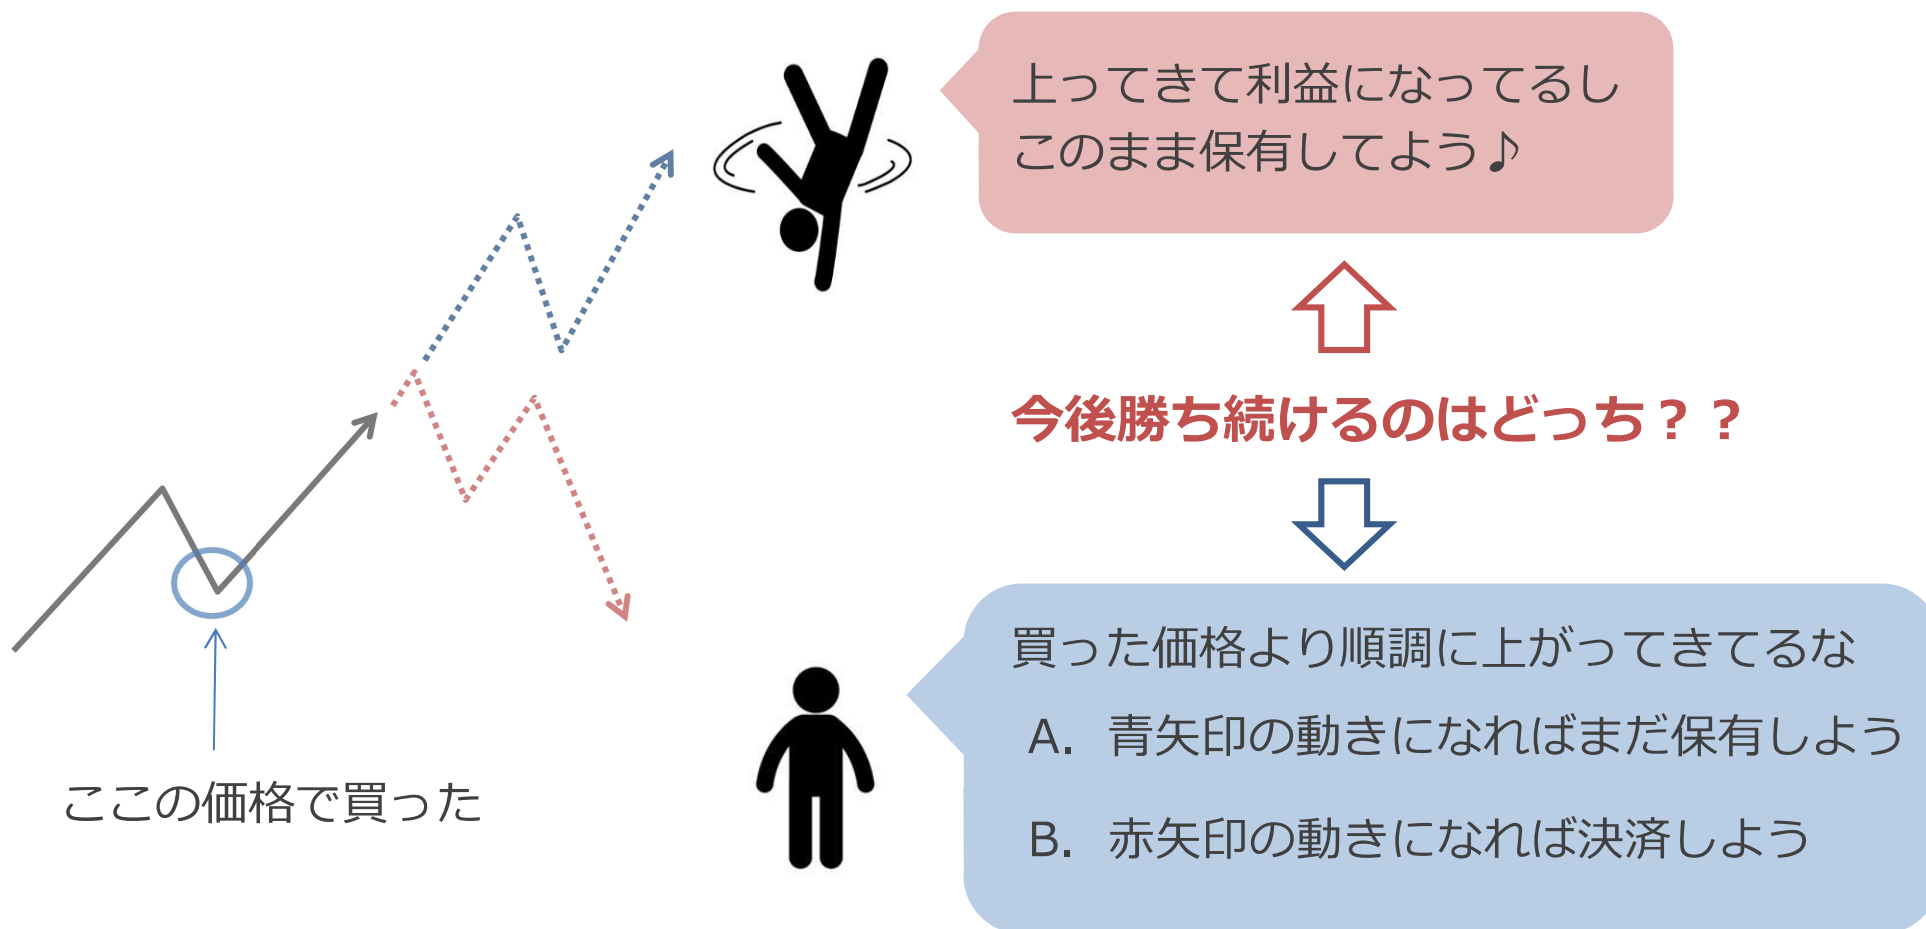 上ってきて利益になってるし
このまま保有してよう♪
今後勝ち続けるのはどっち？？
買った価格より順調に上がってきてるな
A. 青矢印の動きになればまだ保有しよう
B. 赤矢印の動きになれば決済しよう
ここの価格で買った